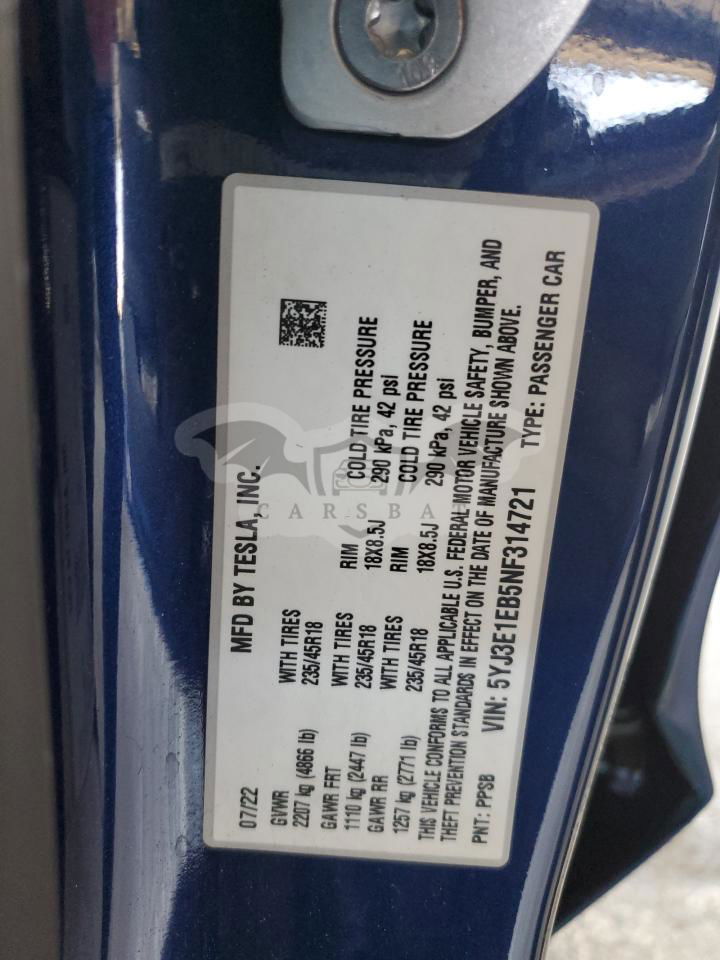 MFD BY TESLA, INC.
07/22
GVWR WITH TIRES
2207 kg (4866 lb) 235/45R18
GAWR FRT WITH TIRES RIM COLD TIRE PRESSURE
1110 kg (2447 lb) 235/45R18 18X8.5J 290 kPa, 42 psi
GAWR RR WITH TIRES RIM COLD TIRE PRESSURE
1257 kg (2771 lb) 235/45R18 18X8.5J 290 kPa, 42 psi
THIS VEHICLE CONFORMS TO ALL APPLICABLE U.S. FEDERAL MOTOR VEHICLE SAFETY, BUMPER, AND
THEFT PREVENTION STANDARDS IN EFFECT ON THE DATE OF MANUFACTURE SHOWN ABOVE.
PNT: PPSB VIN: 5YJ3E1EB5NF314721 TYPE: PASSENGER CAR
CARSBAT